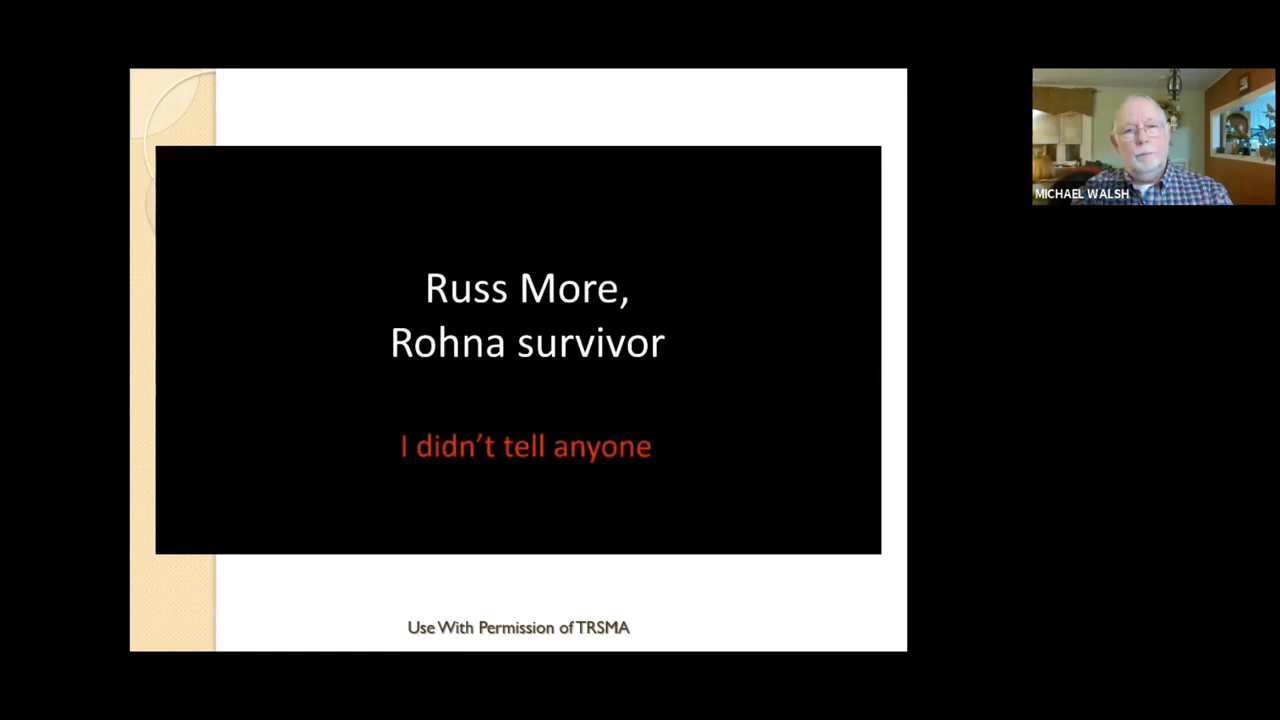 Russ More,
Rohna survivor
I didn’t tell anyone
Use With Permission of TRSMA
MICHAEL WALSH